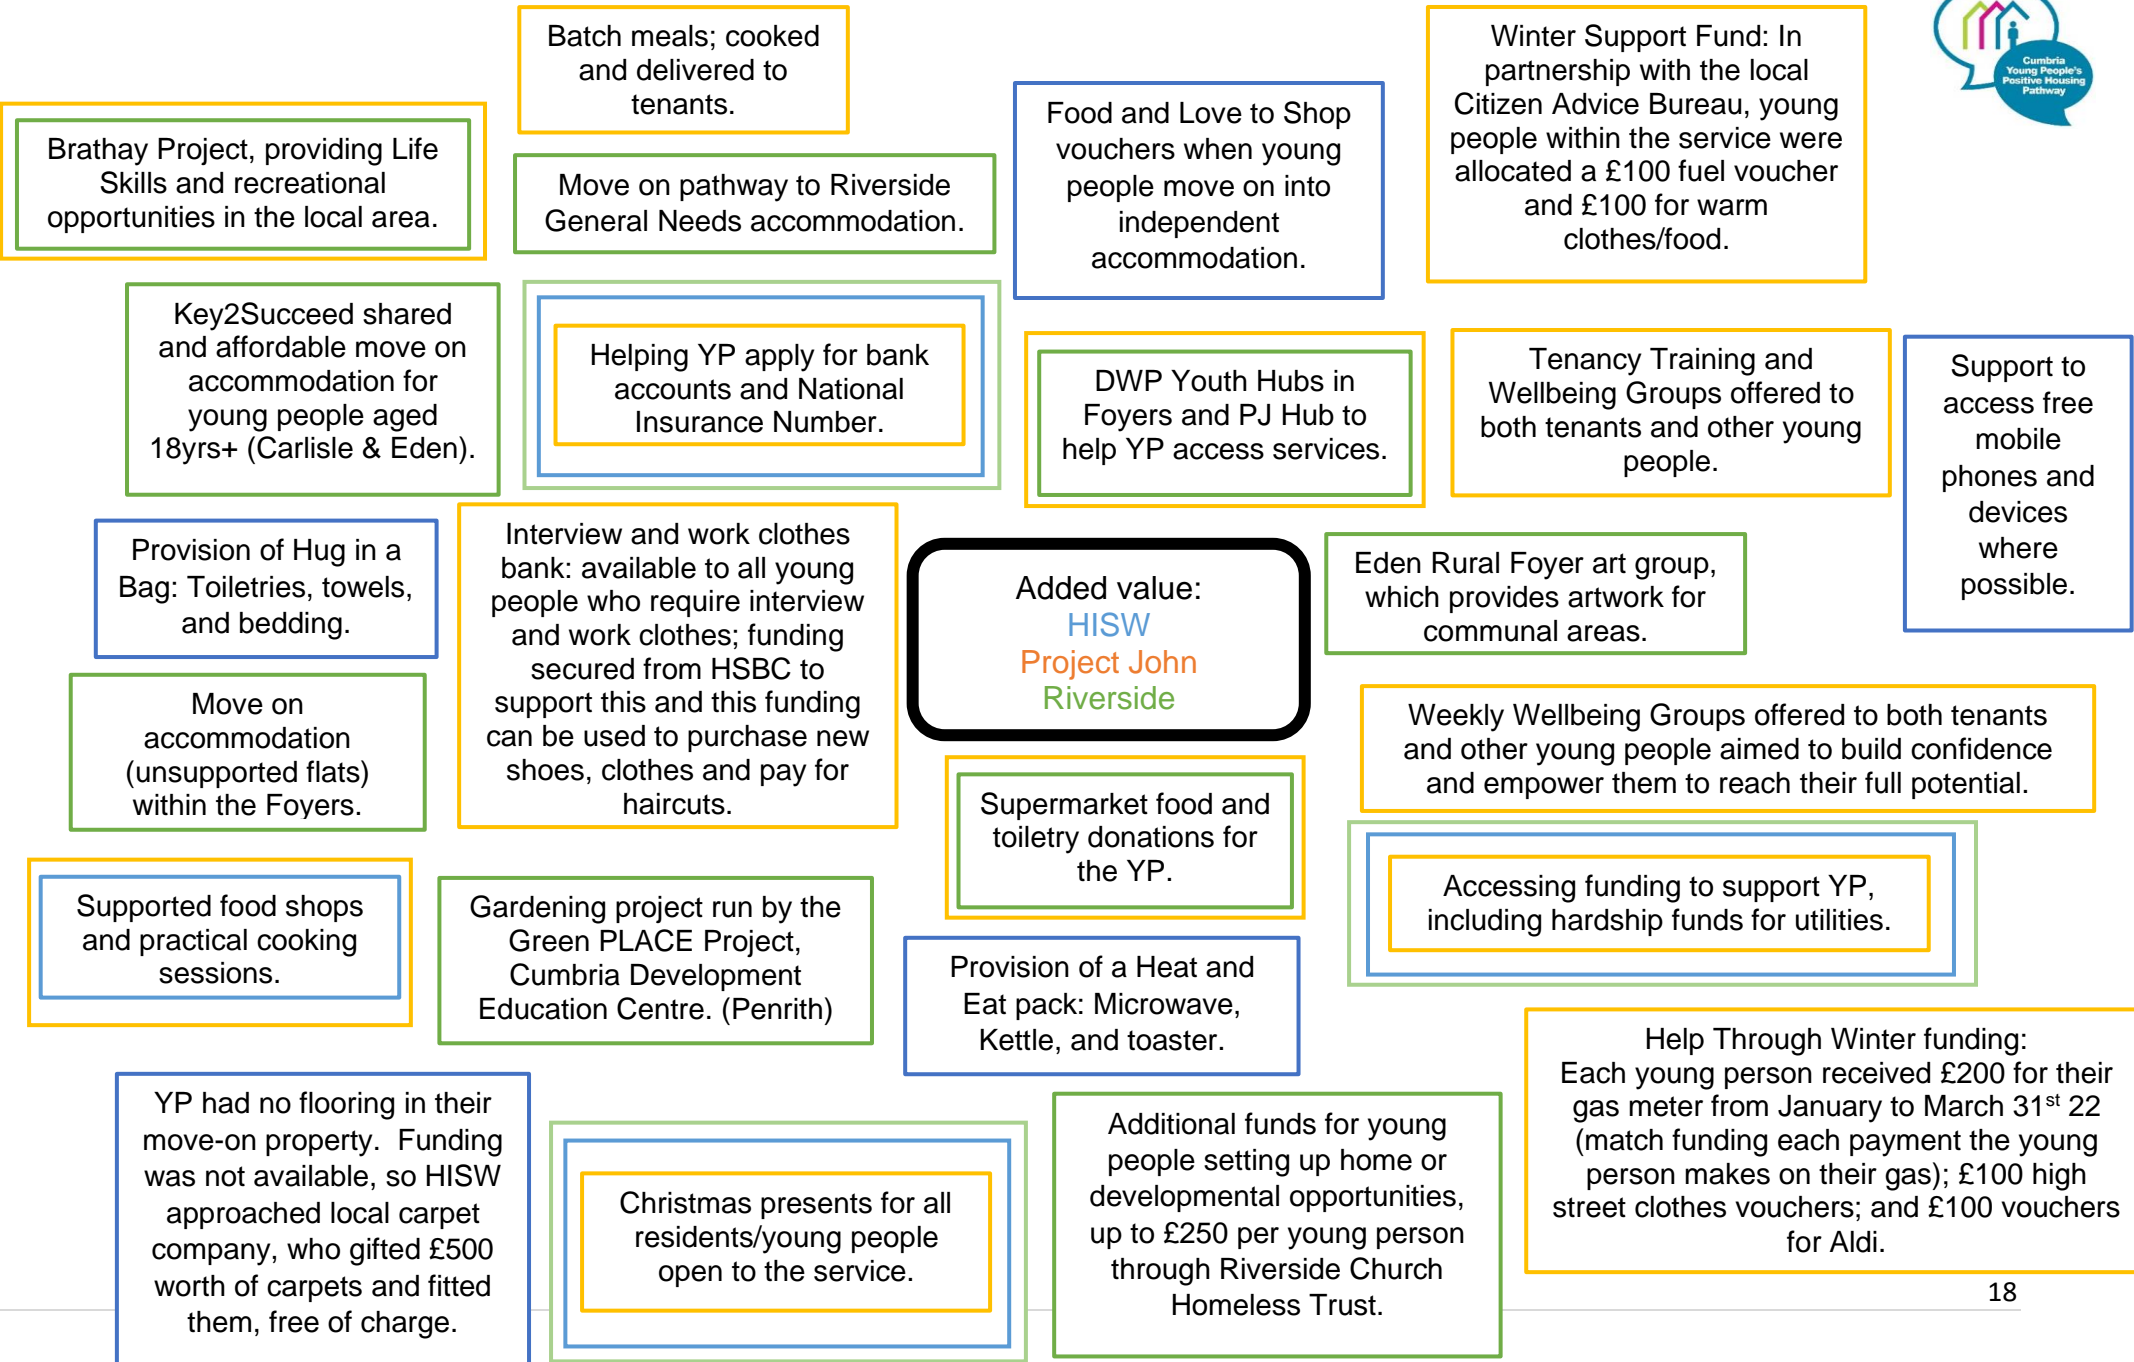 Batch meals; cooked
and delivered to
tenants.
Winter Support Fund: In
partnership with the local
Citizen Advice Bureau, young
people within the service were
allocated a £100 fuel voucher
and £100 for warm
clothes/food.
Cumbria
Young People's
Positive Housing
Pathway
Brathay Project, providing Life
Skills and recreational
opportunities in the local area.
Move on pathway to Riverside
General Needs accommodation.
Food and Love to Shop
vouchers when young
people move on into
independent
accommodation.
Key2Succeed shared
and affordable move on
accommodation for
young people aged
18yrs+ (Carlisle & Eden).
Helping YP apply for bank
accounts and National
Insurance Number.
DWP Youth Hubs in
Foyers and PJ Hub to
help YP access services.
Tenancy Training and
Wellbeing Groups offered to
both tenants and other young
people.
Support to
access free
mobile
phones and
devices
where
possible.
Provision of Hug in a
Bag: Toiletries, towels,
and bedding.
Interview and work clothes
bank: available to all young
people who require interview
and work clothes; funding
secured from HSBC to
support this and this funding
can be used to purchase new
shoes, clothes and pay for
haircuts.
Added value:
HISW
Project John
Riverside
Eden Rural Foyer art group,
which provides artwork for
communal areas.
Move on
accommodation
(unsupported flats)
within the Foyers.
Weekly Wellbeing Groups offered to both tenants
and other young people aimed to build confidence
and empower them to reach their full potential.
Supermarket food and
toiletry donations for
the YP.
Accessing funding to support YP,
including hardship funds for utilities.
Supported food shops
and practical cooking
sessions.
Gardening project run by the
Green PLACE Project,
Cumbria Development
Education Centre. (Penrith)
Provision of a Heat and
Eat pack: Microwave,
Kettle, and toaster.
Help Through Winter funding:
Each young person received £200 for their
gas meter from January to March 31st 22
(match funding each payment the young
person makes on their gas); £100 high
street clothes vouchers; and £100 vouchers
for Aldi.
YP had no flooring in their
move-on property. Funding
was not available, so HISW
approached local carpet
company, who gifted £500
worth of carpets and fitted
them, free of charge.
Christmas presents for all
residents/young people
open to the service.
Additional funds for young
people setting up home or
developmental opportunities,
up to £250 per young person
through Riverside Church
Homeless Trust.
18